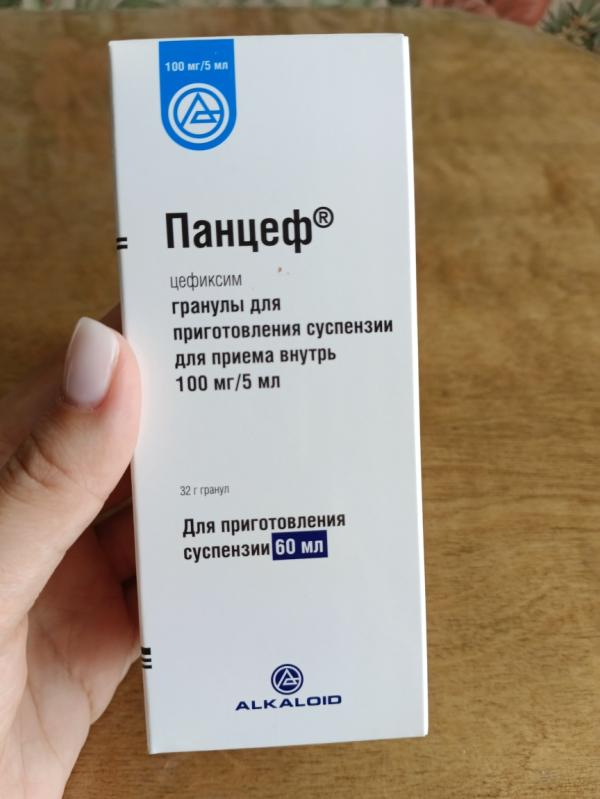 100 мг/5 мл
Панцеф®
цефиксим
гранулы для
приготовления суспензии
для приема внутрь
100 мг/5 мл
32 г гранул
Для приготовления
суспензии 60 мл
ALKALOID